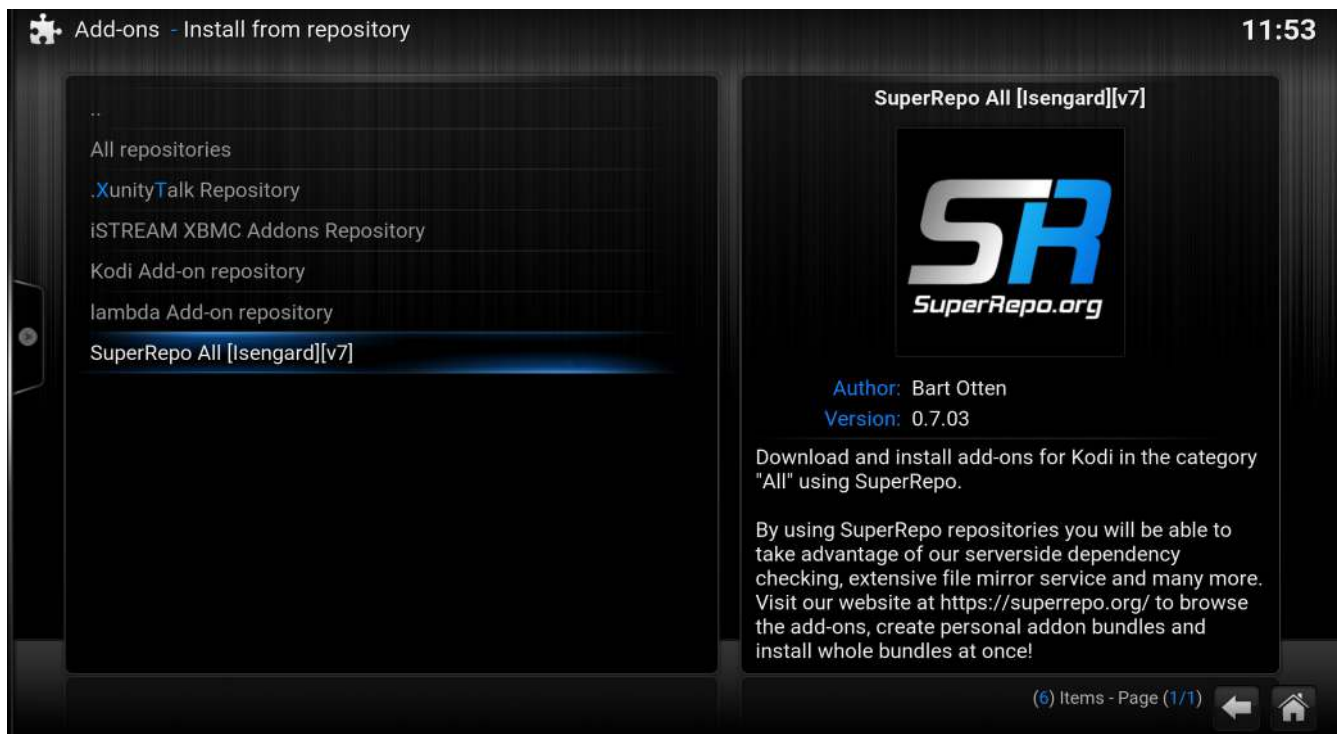 Add-ons - Install from repository
11:53
..
All repositories
.XunityTalk Repository
iSTREAM XBMC Addons Repository
Kodi Add-on repository
lambda Add-on repository
SuperRepo All [Isengard][v7]
SuperRepo All [Isengard][v7]
SR
SuperRepo.org
Author: Bart Otten
Version: 0.7.03
Download and install add-ons for Kodi in the category
"All" using SuperRepo.
By using SuperRepo repositories you will be able to
take advantage of our serverside dependency
checking, extensive file mirror service and many more.
Visit our website at https://superrepo.org/ to browse
the add-ons, create personal addon bundles and
install whole bundles at once!
(6) Items - Page (1/1)